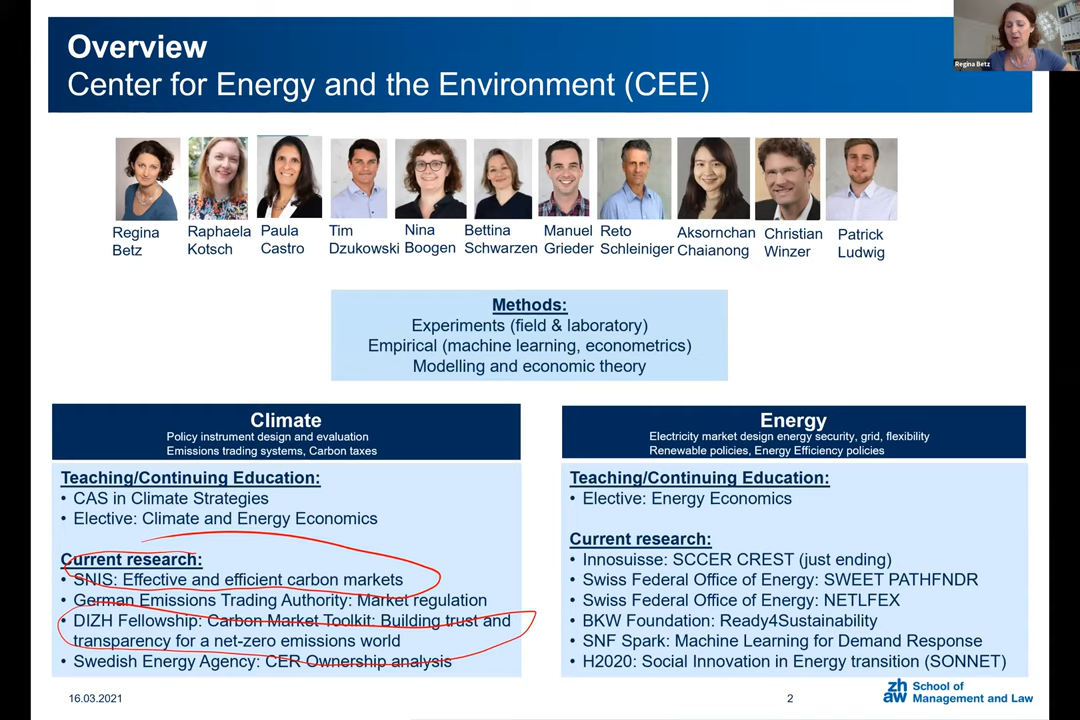 Overview
Center for Energy and the Environment (CEE)
Regina Betz
Regina Betz
Raphaela Kotsch
Paula Castro
Tim Dzukowski
Nina Boogen
Bettina Schwarzen
Manuel Grieder
Reto Schleiniger
Aksornchan Chaianong
Christian Winzer
Patrick Ludwig
Methods:
Experiments (field & laboratory)
Empirical (machine learning, econometrics)
Modelling and economic theory
Climate
Policy instrument design and evaluation
Emissions trading systems, Carbon taxes
Teaching/Continuing Education:
• CAS in Climate Strategies
• Elective: Climate and Energy Economics
Current research:
• SNIS: Effective and efficient carbon markets
• German Emissions Trading Authority: Market regulation
• DIZH Fellowship: Carbon Market Toolkit: Building trust and
transparency for a net-zero emissions world
• Swedish Energy Agency: CER Ownership analysis
Energy
Electricity market design energy security, grid, flexibility
Renewable policies, Energy Efficiency policies
Teaching/Continuing Education:
• Elective: Energy Economics
Current research:
• Innosuisse: SCCER CREST (just ending)
• Swiss Federal Office of Energy: SWEET PATHFNDR
• Swiss Federal Office of Energy: NETLFEX
• BKW Foundation: Ready4Sustainability
• SNF Spark: Machine Learning for Demand Response
• H2020: Social Innovation in Energy transition (SONNET)
16.03.2021
2
zh
aw
School of
Management and Law